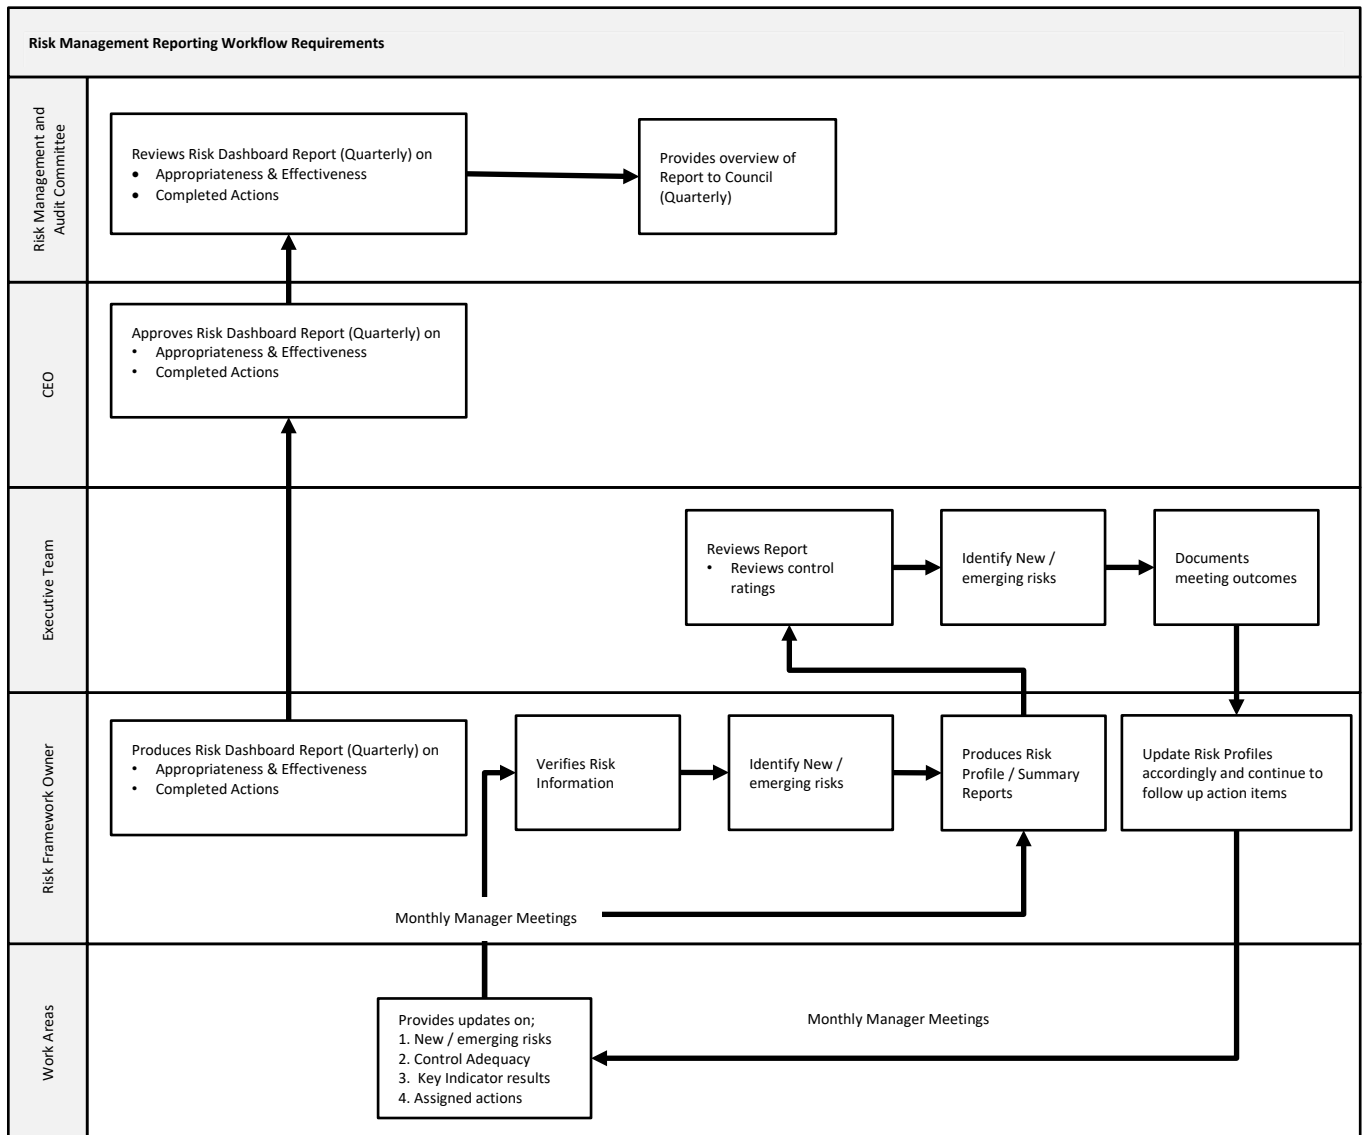 Risk Management Reporting Workflow Requirements
Risk Management and
Audit Committee
Reviews Risk Dashboard Report (Quarterly) on
• Appropriateness & Effectiveness
• Completed Actions
Provides overview of
Report to Council
(Quarterly)
CEO
Approves Risk Dashboard Report (Quarterly) on
• Appropriateness & Effectiveness
• Completed Actions
Executive Team
Reviews Report
• Reviews control
ratings
Identify New /
emerging risks
Documents
meeting outcomes
Risk Framework Owner
Produces Risk Dashboard Report (Quarterly) on
• Appropriateness & Effectiveness
• Completed Actions
Verifies Risk
Information
Identify New /
emerging risks
Produces Risk
Profile / Summary
Reports
Update Risk Profiles
accordingly and continue to
follow up action items
Monthly Manager Meetings
Work Areas
Provides updates on;
1. New / emerging risks
2. Control Adequacy
3. Key Indicator results
4. Assigned actions
Monthly Manager Meetings